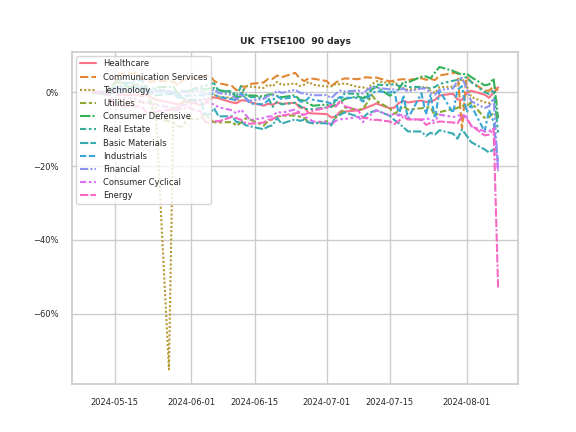 UK FTSE100 90 days
Healthcare
Communication Services
Technology
Utilities
Consumer Defensive
Real Estate
Basic Materials
Industrials
Financial
Consumer Cyclical
Energy
0%
−20%
−40%
−60%
2024-05-15
2024-06-01
2024-06-15
2024-07-01
2024-07-15
2024-08-01